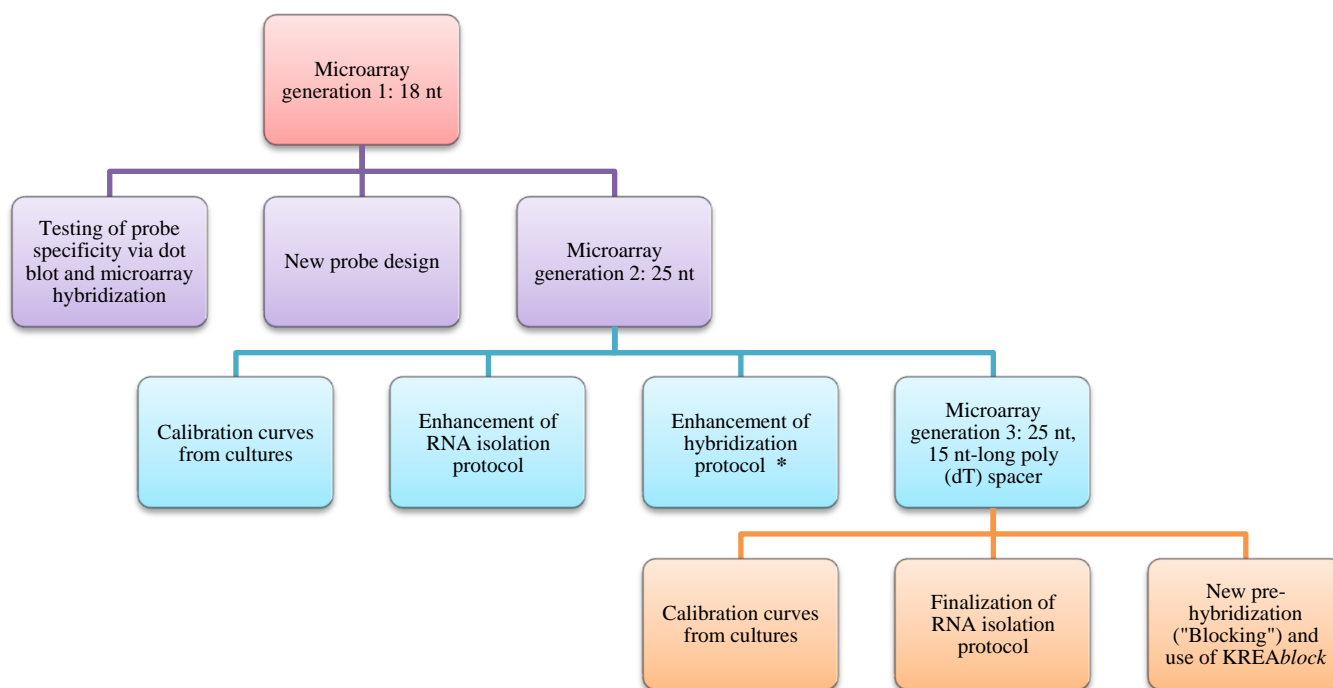 Microarray
generation 1: 18 nt
Testing of probe
specificity via dot
blot and microarray
hybridization
New probe design
Microarray
generation 2: 25 nt
Calibration curves
from cultures
Enhancement of
RNA isolation
protocol
Enhancement of
hybridization
protocol *
Microarray
generation 3: 25 nt,
15 nt-long poly
(dT) spacer
Calibration curves
from cultures
Finalization of
RNA isolation
protocol
New pre-
hybridization
("Blocking") and
use of KREAblock